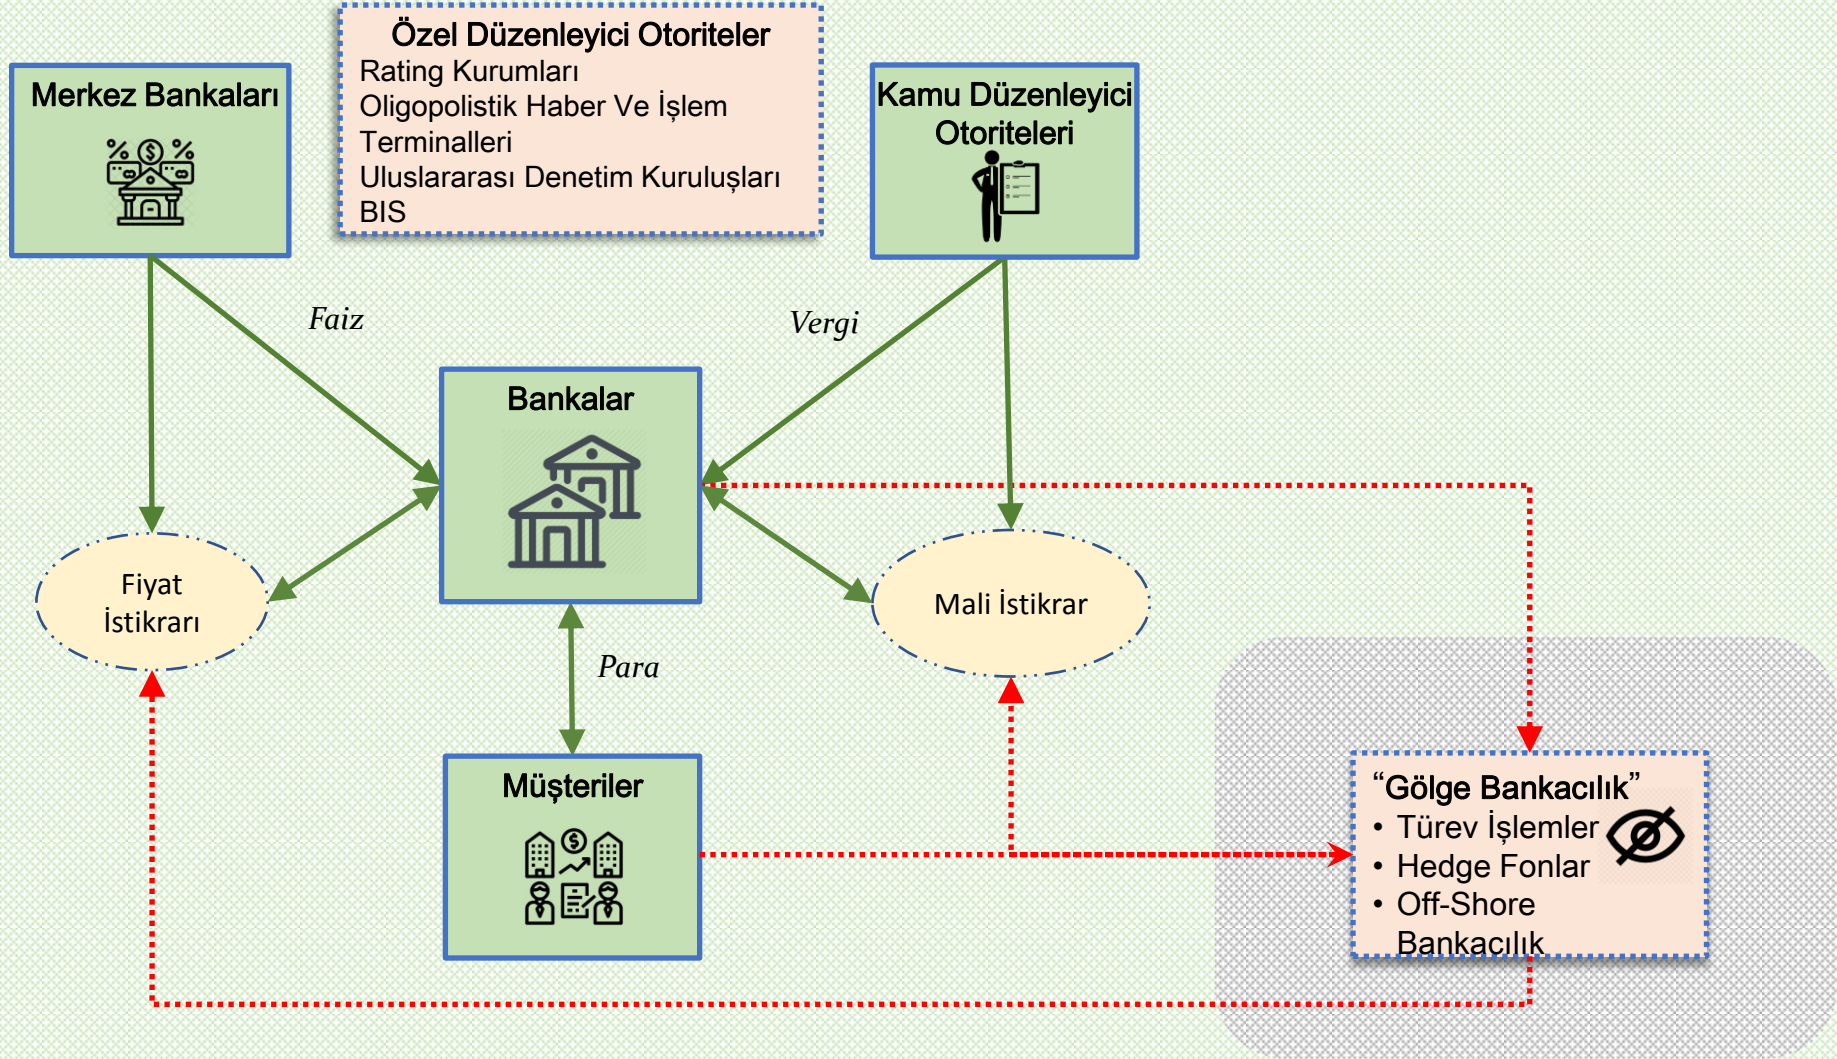 Özel Düzenleyici Otoriteler
Rating Kurumları
Oligopolistik Haber Ve İşlem
Terminalleri
Uluslararası Denetim Kuruluşları
BIS
Merkez Bankaları
Kamu Düzenleyici
Otoriteleri
Faiz
Vergi
Bankalar
Fiyat
İstikrarı
Mali İstikrar
Para
Müşteriler
“Gölge Bankacılık”
• Türev İşlemler
• Hedge Fonlar
• Off-Shore
Bankacılık